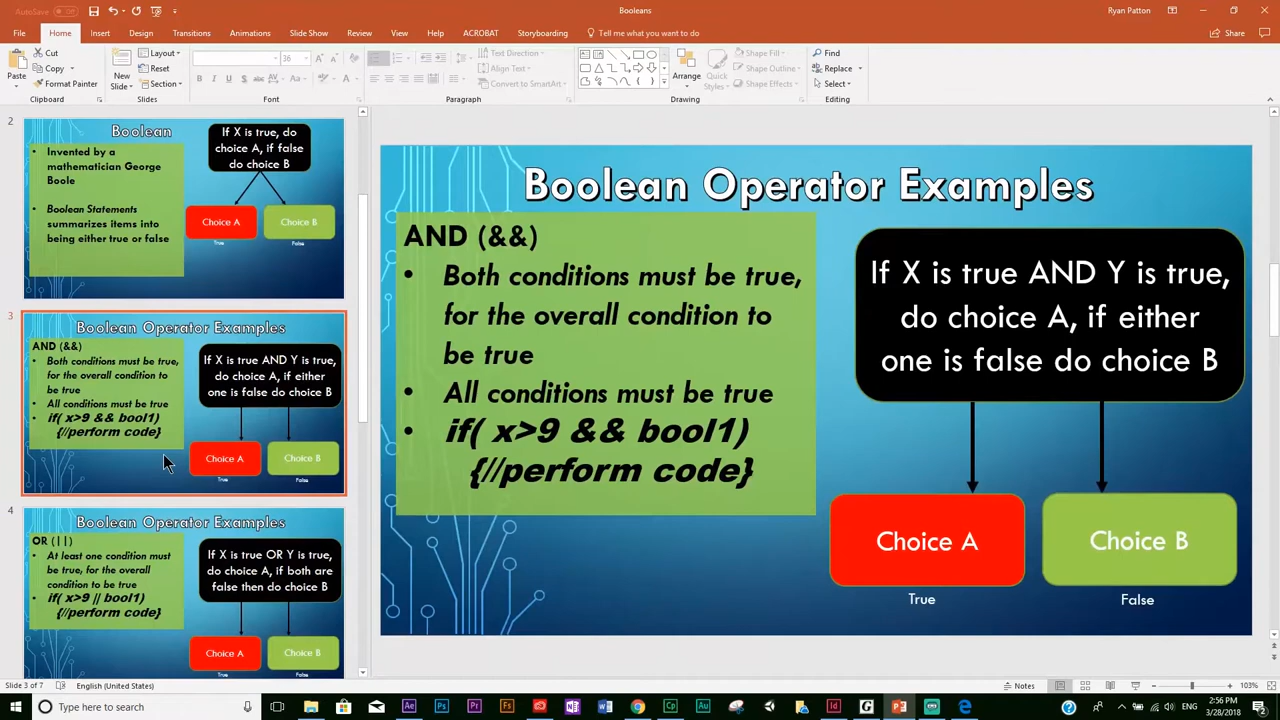 AutoSave Off
Booleans
Ryan Patton
File Home Insert Design Transitions Animations Slide Show Review View Help ACROBAT Storyboarding Tell me what you want to do
Share
Paste
Cut
Copy
Format Painter
Clipboard
New
Slide
Layout
Reset
Section
Slides
36
Font
Text Direction
Align Text
Convert to SmartArt
Paragraph
Arrange
Quick
Styles
Shape Fill
Shape Outline
Shape Effects
Drawing
Find
Replace
Select
Editing
2
Boolean
• Invented by a
mathematician George
Boole
• Boolean Statements
summarizes items into
being either true or false
If X is true, do
choice A, if false
do choice B
Choice A
Choice B
True
False
3
Boolean Operator Examples
AND (&&)
• Both conditions must be true,
for the overall condition to
be true
• All conditions must be true
• if( x>9 && bool1)
{//perform code}
If X is true AND Y is true,
do choice A, if either
one is false do choice B
Choice A
Choice B
True
False
4
Boolean Operator Examples
OR (||)
• At least one condition must
be true, for the overall
condition to be true
• if( x>9 || bool1)
{//perform code}
If X is true OR Y is true,
do choice A, if both are
false then do choice B
Choice A
Choice B
True
False
Boolean Operator Examples
AND (&&)
• Both conditions must be true,
for the overall condition to
be true
• All conditions must be true
• if( x>9 && bool1)
{//perform code}
If X is true AND Y is true,
do choice A, if either
one is false do choice B
Choice A
Choice B
True
False
Slide 3 of 7
English (United States)
Notes
103%
Type here to search
2:56 PM
3/28/2018